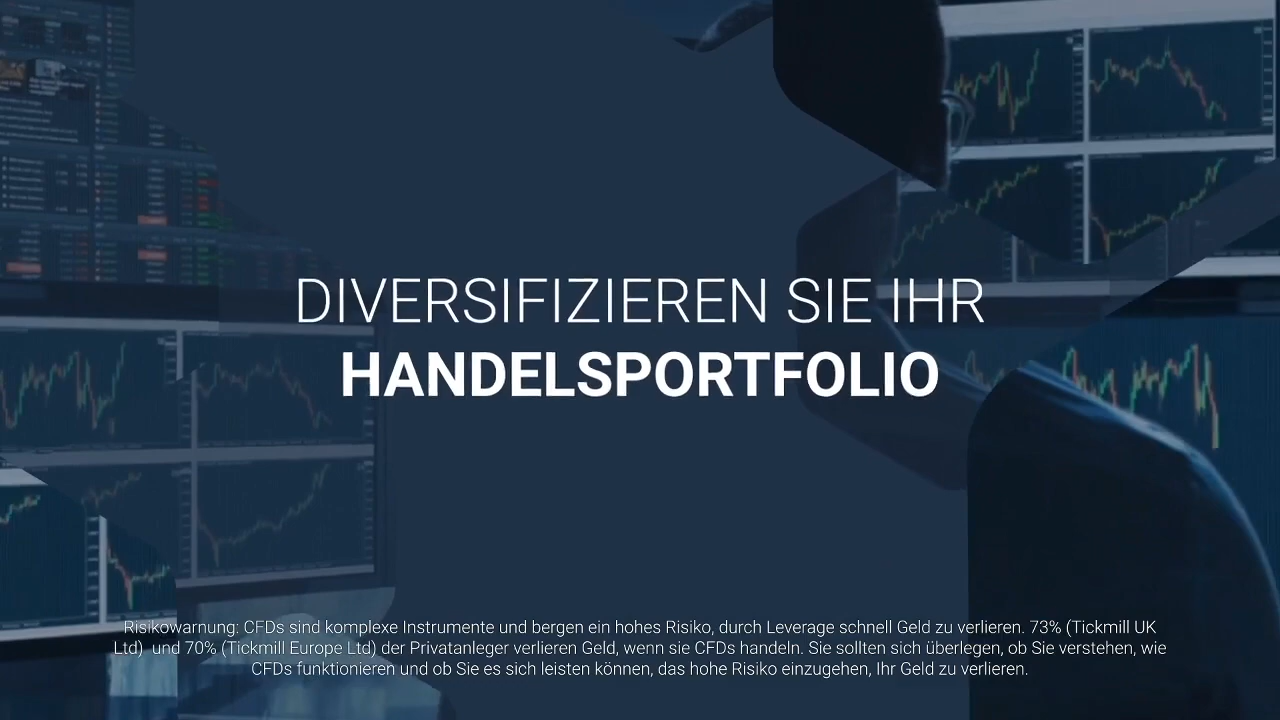 DIVERSIFIZIEREN SIE IHR
HANDELSPORTFOLIO
Risikowarnung: CFDs sind komplexe Instrumente und bergen ein hohes Risiko, durch Leverage schnell Geld zu verlieren. 73% (Tickmill UK
Ltd) und 70% (Tickmill Europe Ltd) der Privatanleger verlieren Geld, wenn sie CFDs handeln. Sie sollten sich überlegen, ob Sie verstehen, wie
CFDs funktionieren und ob Sie es sich leisten können, das hohe Risiko einzugehen, Ihr Geld zu verlieren.